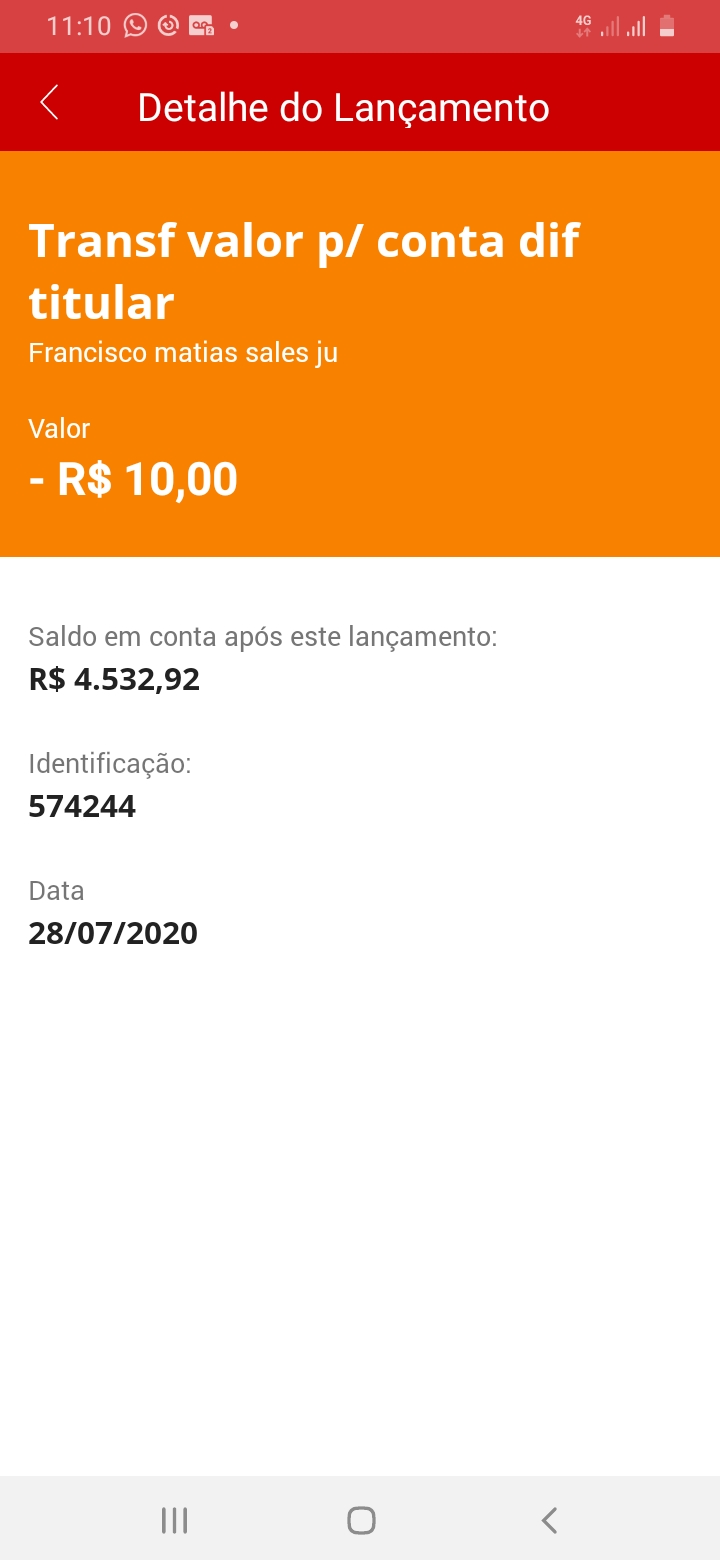 11:10
4G
Detalhe do Lançamento
Transf valor p/ conta dif
titular
Francisco matias sales ju
Valor
- R$ 10,00
Saldo em conta após este lançamento:
R$ 4.532,92
Identificação:
574244
Data
28/07/2020